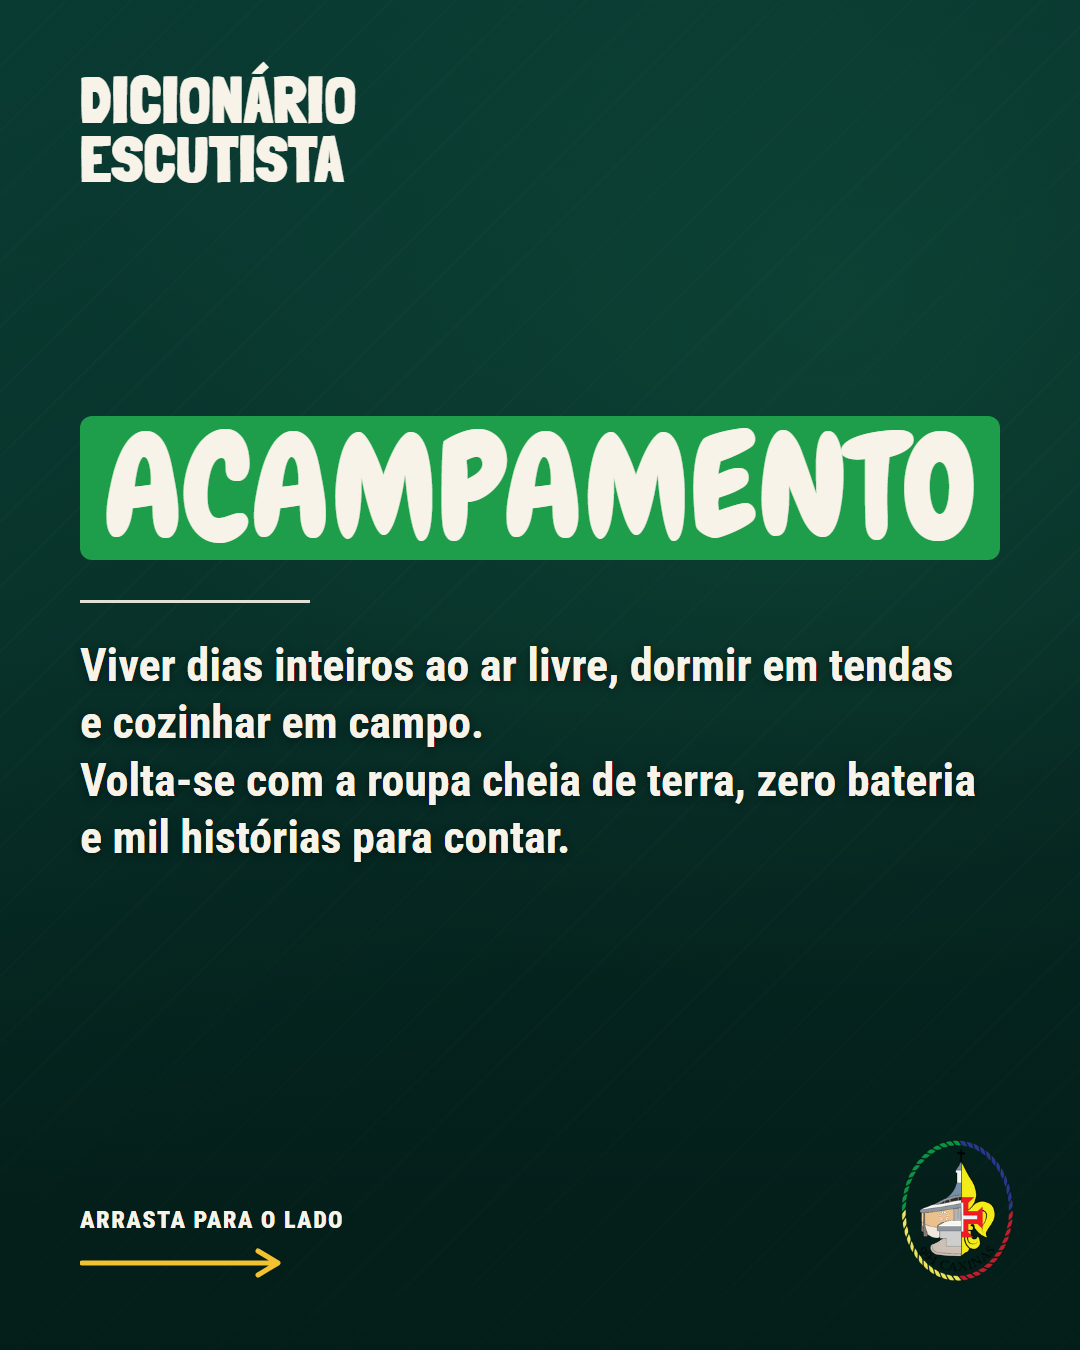 DICIONÁRIO
ESCUTISTA
ACAMPAMENTO
Viver dias inteiros ao ar livre, dormir em tendas
e cozinhar em campo.
Volta-se com a roupa cheia de terra, zero bateria
e mil histórias para contar.
ARRASTA PARA O LADO
CAXINAS